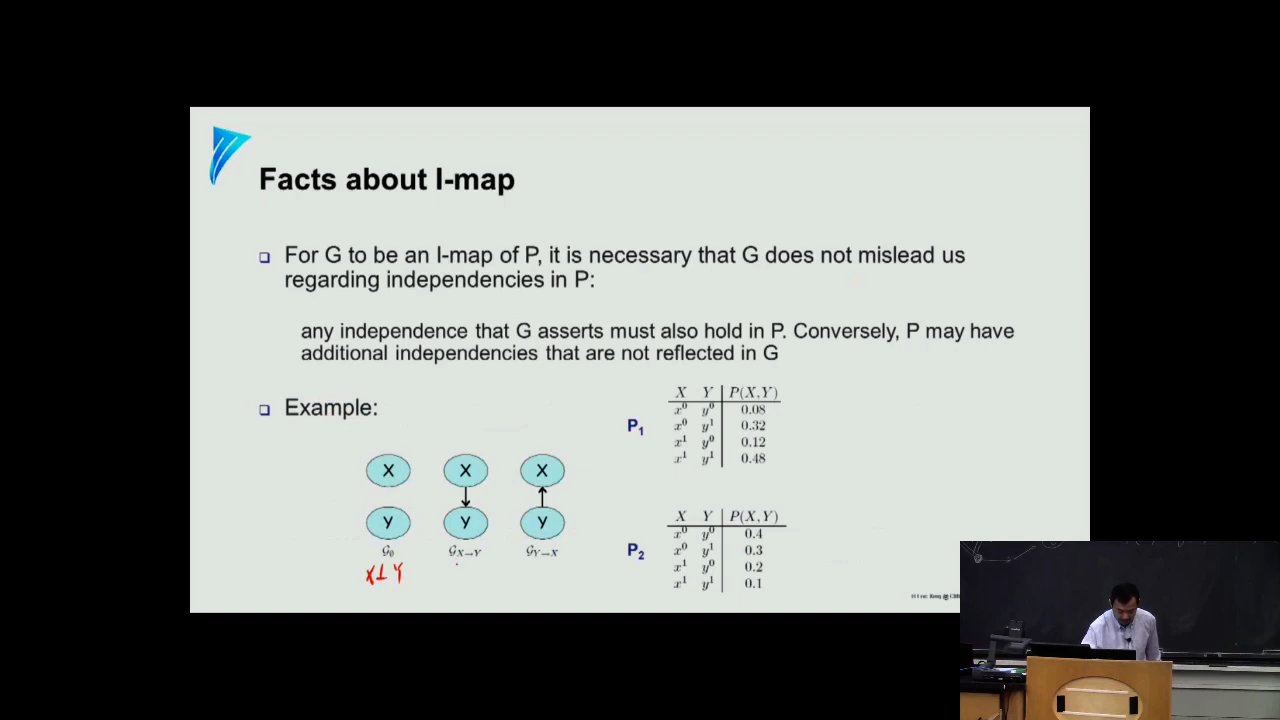 Facts about I-map
❑ For G to be an I-map of P, it is necessary that G does not mislead us
regarding independencies in P:
any independence that G asserts must also hold in P. Conversely, P may have
additional independencies that are not reflected in G
❑ Example:
X X X
Y Y Y
G∅ G X→Y G Y→X
X⊥Y
P1
X Y P(X,Y)
x⁰ y⁰ 0.08
x⁰ y¹ 0.32
x¹ y⁰ 0.12
x¹ y¹ 0.48
P2
X Y P(X,Y)
x⁰ y⁰ 0.4
x⁰ y¹ 0.3
x¹ y⁰ 0.2
x¹ y¹ 0.1